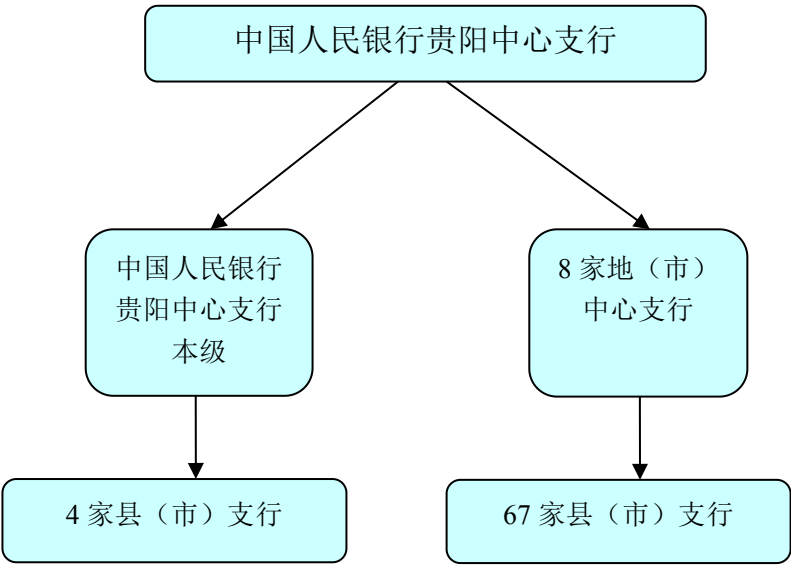 中国人民银行贵阳中心支行
中国人民银行
贵阳中心支行
本级
8 家地（市）
中心支行
4 家县（市）支行
67 家县（市）支行